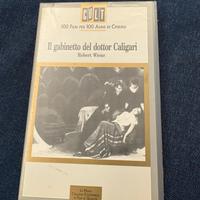 CULT
100 FILM PER 100 ANNI DI CINEMA
Il gabinetto del dottor Caligari
Robert Wiene